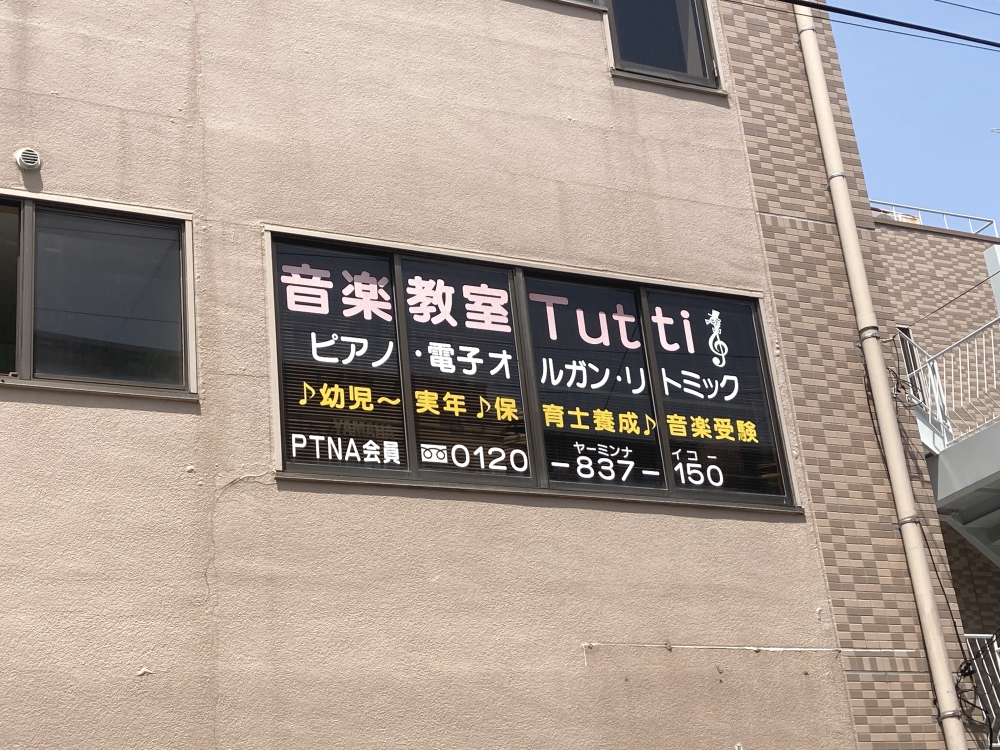 音楽教室Tutti
ピアノ・電子オルガン・リトミック
♪幼児〜実年♪保育士養成♪音楽受験
ヤーミンナ イコー
PTNA会員 0120-837-150
YAMAHA